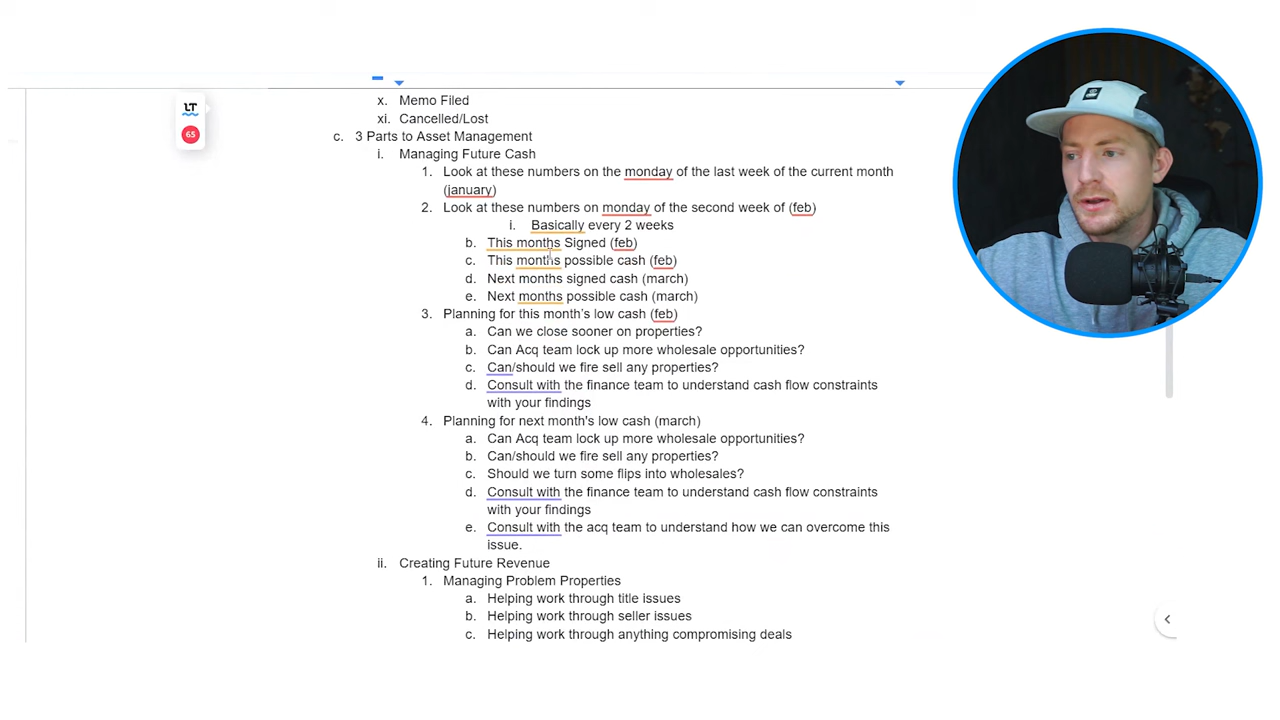 LT
65
x. Memo Filed
xi. Cancelled/Lost
c. 3 Parts to Asset Management
i. Managing Future Cash
1. Look at these numbers on the monday of the last week of the current month
(january)
2. Look at these numbers on monday of the second week of (feb)
i. Basically every 2 weeks
b. This months Signed (feb)
c. This months possible cash (feb)
d. Next months signed cash (march)
e. Next months possible cash (march)
3. Planning for this month's low cash (feb)
a. Can we close sooner on properties?
b. Can Acq team lock up more wholesale opportunities?
c. Can/should we fire sell any properties?
d. Consult with the finance team to understand cash flow constraints
with your findings
4. Planning for next month's low cash (march)
a. Can Acq team lock up more wholesale opportunities?
b. Can/should we fire sell any properties?
c. Should we turn some flips into wholesales?
d. Consult with the finance team to understand cash flow constraints
with your findings
e. Consult with the acq team to understand how we can overcome this
issue.
ii. Creating Future Revenue
1. Managing Problem Properties
a. Helping work through title issues
b. Helping work through seller issues
c. Helping work through anything compromising deals